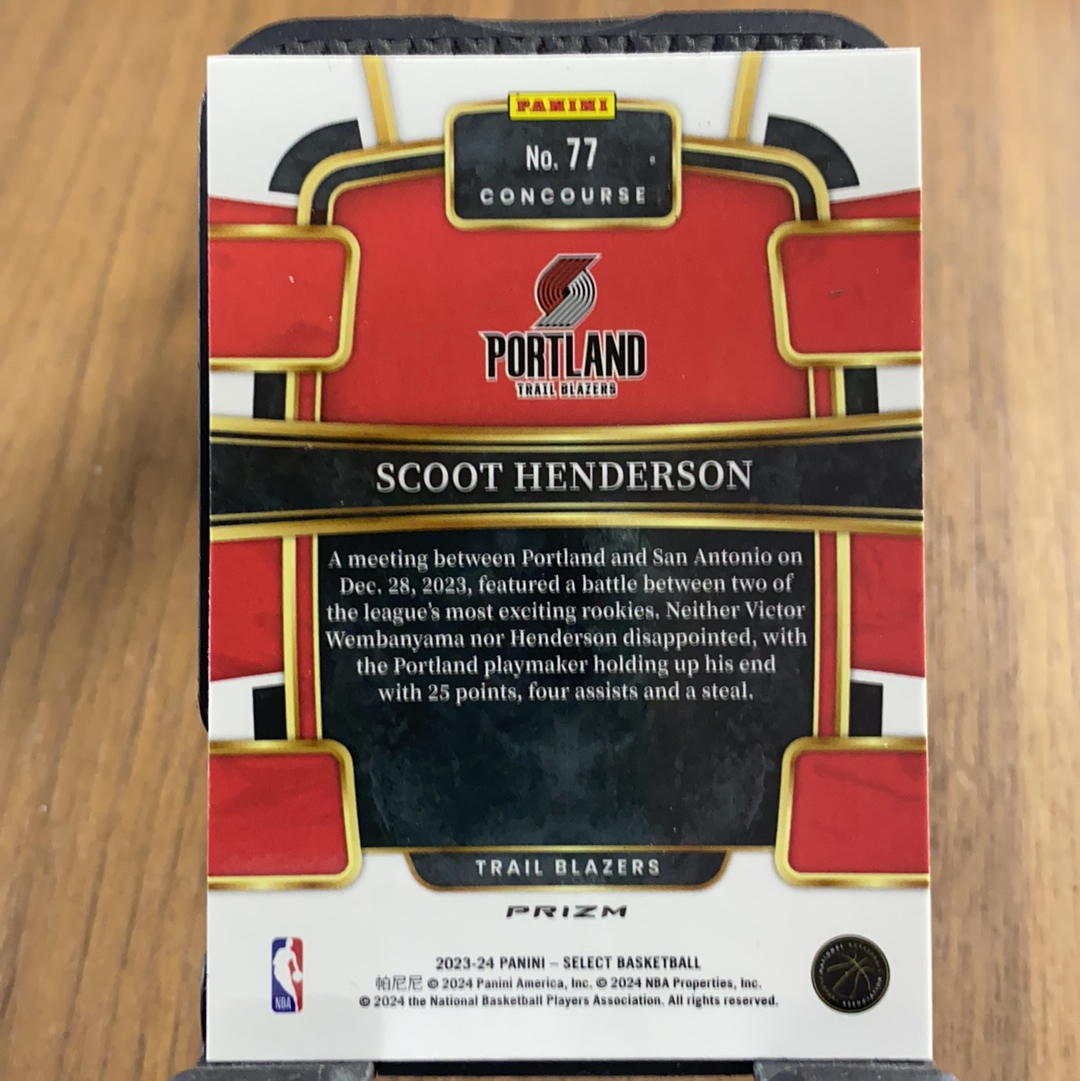 PANINI
No. 77
CONCOURSE
PORTLAND
TRAIL BLAZERS
SCOOT HENDERSON
A meeting between Portland and San Antonio on
Dec. 28, 2023, featured a battle between two of
the league's most exciting rookies. Neither Victor
Wembanyama nor Henderson disappointed, with
the Portland playmaker holding up his end
with 25 points, four assists and a steal.
TRAIL BLAZERS
PRIZM
2023-24 PANINI – SELECT BASKETBALL
帕尼尼 © 2024 Panini America, Inc. © 2024 NBA Properties, Inc.
© 2024 the National Basketball Players Association. All rights reserved.
NBA